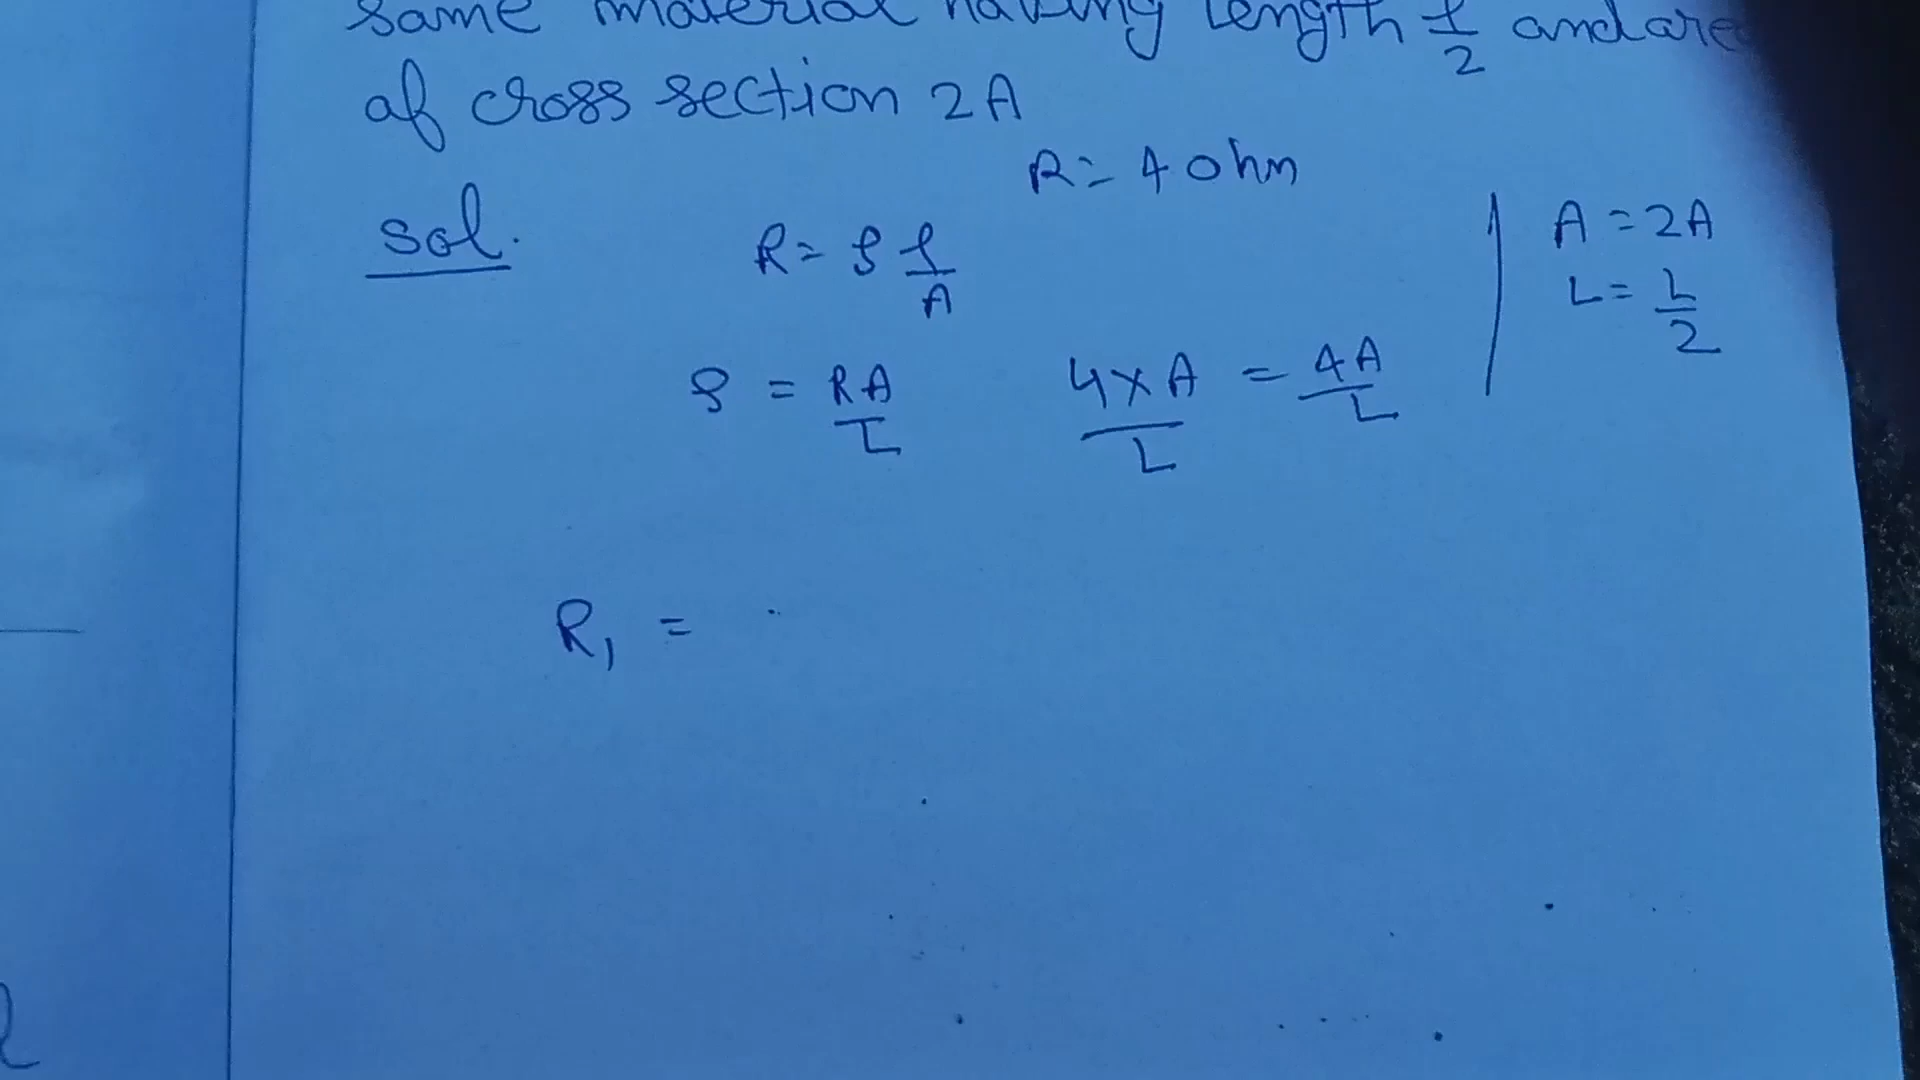 same material having length l/2 and are
of cross section 2A
R = 4 ohm
sol.
R = ρ l/A
A = 2A
L = L/2
ρ = RA/L 4×A/L = 4A/L
R₁ =